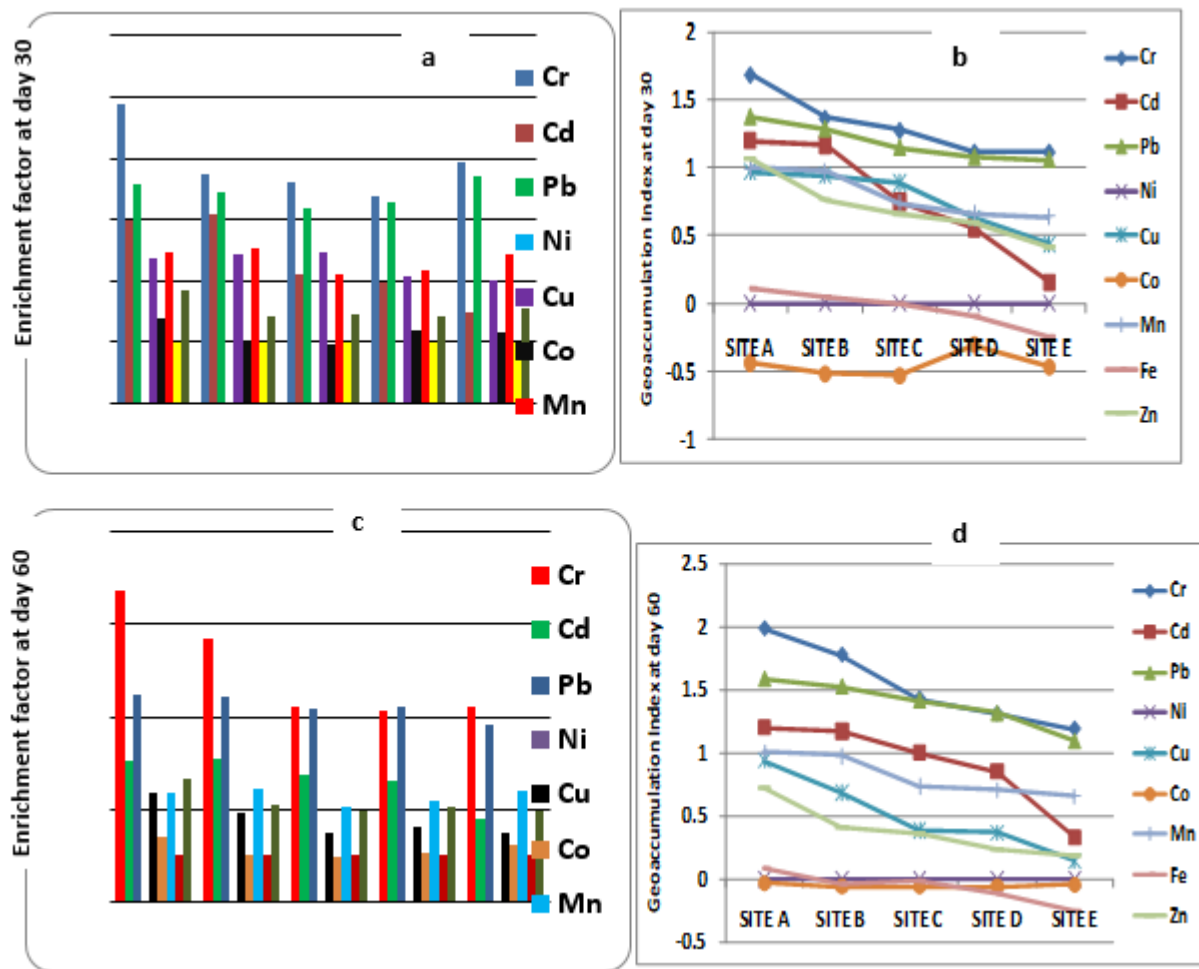 Enrichment factor at day 30
a
Cr
Cd
Pb
Ni
Cu
Co
Mn
Geoaccumulation Index at day 30
b
2
1.5
1
0.5
0
-0.5
-1
SITE A SITE B SITE C SITE D SITE E
Cr
Cd
Pb
Ni
Cu
Co
Mn
Fe
Zn
Enrichment factor at day 60
c
Cr
Cd
Pb
Ni
Cu
Co
Mn
Geoaccumulation Index at day 60
d
2.5
2
1.5
1
0.5
0
-0.5
SITE A SITE B SITE C SITE D SITE E
Cr
Cd
Pb
Ni
Cu
Co
Mn
Fe
Zn